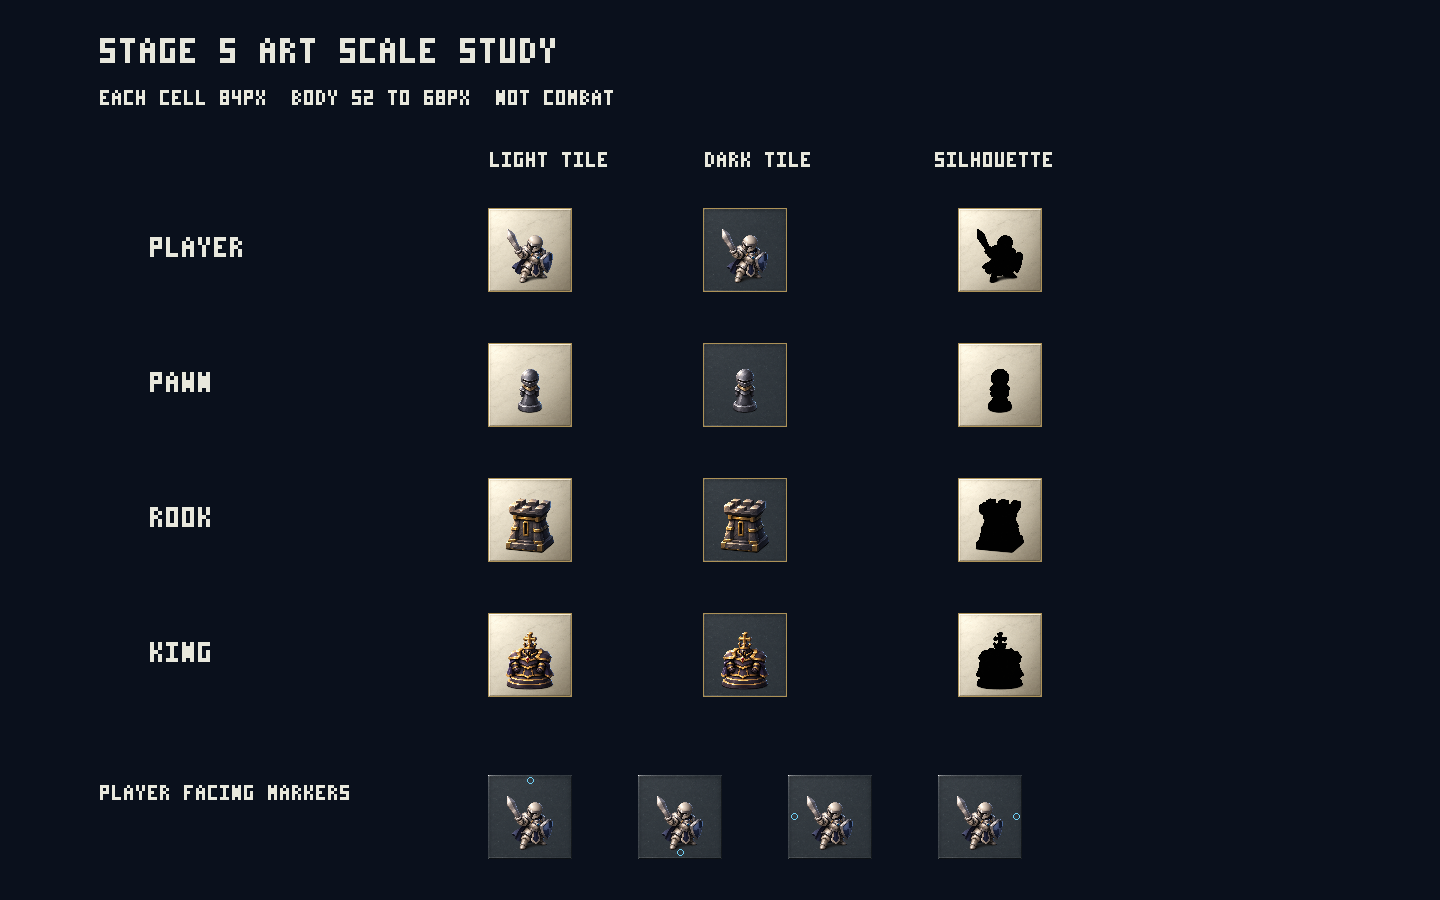 STAGE 5 ART SCALE STUDY
EACH CELL 84PX BODY 52 TO 68PX NOT COMBAT
LIGHT TILE DARK TILE SILHOUETTE
PLAYER
PAWN
ROOK
KING
PLAYER FACING MARKERS